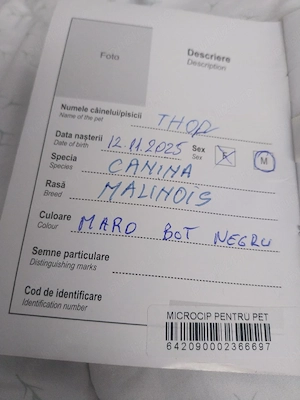 Foto
Descriere
Description
Numele câinelui/pisicii THOR
Name of the pet
Data nașterii 12.11.2025 Sex F M
Date of birth Sex
Specia CANINA
Species
Rasă MALINOIS
Breed
Culoare MARO BOT NEGRU
Colour
Semne particulare
Distinguishing marks
Cod de identificare
Identification number
MICROCIP PENTRU PET
642090002366697